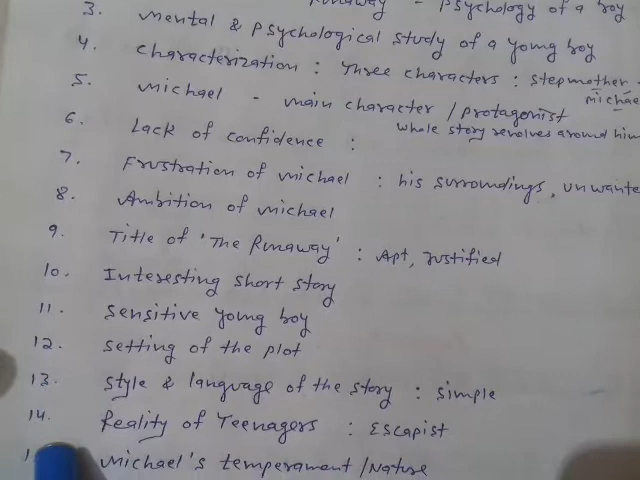 Runaway - Psychology of a boy
3. Mental & Psychological study of a young boy
4. Characterization : Three characters : stepmother -
michae
5. Michael - main character / protagonist
whole story revolves around him
6. Lack of confidence :
7. Frustration of michael : his surroundings, unwante
8. Ambition of michael
9. Title of 'The Runaway' : Apt, Justified
10. Interesting short story
11. Sensitive young boy
12. Setting of the plot
13. Style & language of the story : simple
14. Reality of Teenagers : Escapist
1 Michael's temperament / Nature